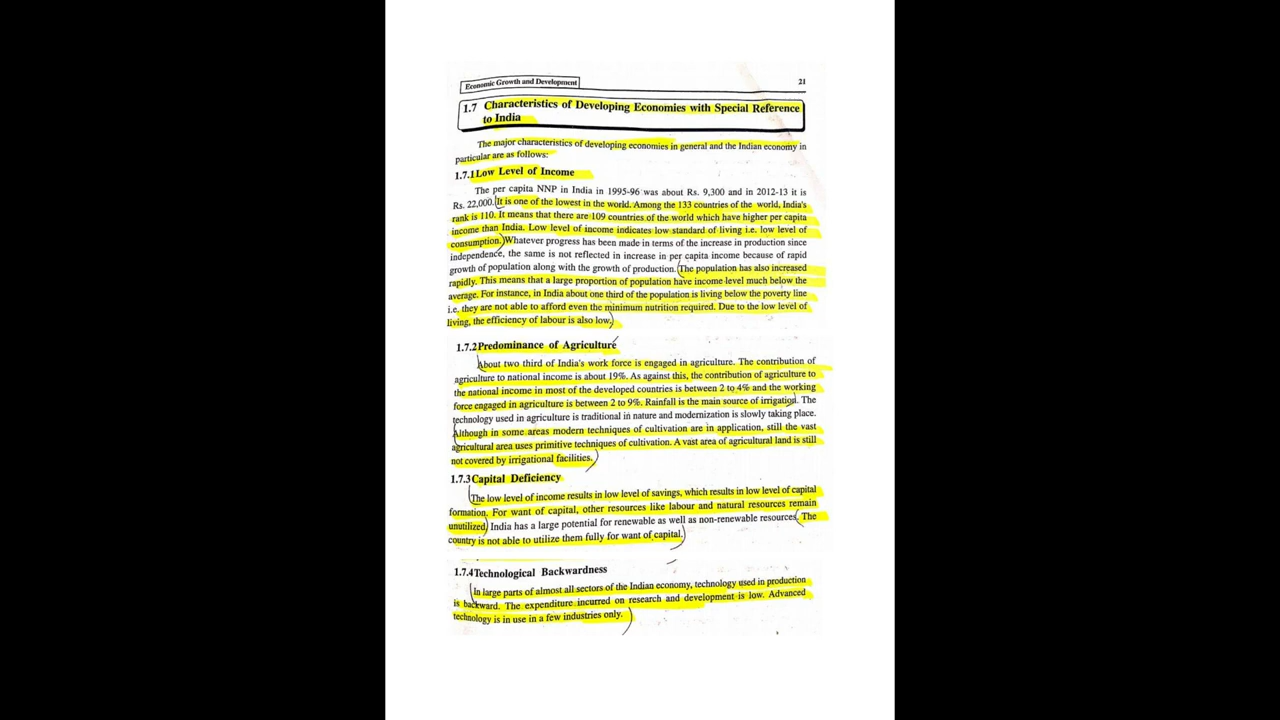 Economic Growth and Development
21
1.7 Characteristics of Developing Economies with Special Reference
to India
The major characteristics of developing economies in general and the Indian economy in
particular are as follows:
1.7.1 Low Level of Income
The per capita NNP in India in 1995-96 was about Rs. 9,300 and in 2012-13 it is
Rs. 22,000. It is one of the lowest in the world. Among the 133 countries of the world, India's
rank is 110. It means that there are 109 countries of the world which have higher per capita
income than India. Low level of income indicates low standard of living i.e. low level of
consumption. Whatever progress has been made in terms of the increase in production since
independence, the same is not reflected in increase in per capita income because of rapid
growth of population along with the growth of production. The population has also increased
rapidly. This means that a large proportion of population have income level much below the
average. For instance, in India about one third of the population is living below the poverty line
i.e. they are not able to afford even the minimum nutrition required. Due to the low level of
living, the efficiency of labour is also low.
1.7.2 Predominance of Agriculture
About two third of India's work force is engaged in agriculture. The contribution of
agriculture to national income is about 19%. As against this, the contribution of agriculture to
the national income in most of the developed countries is between 2 to 4% and the working
force engaged in agriculture is between 2 to 9%. Rainfall is the main source of irrigation. The
technology used in agriculture is traditional in nature and modernization is slowly taking place.
Although in some areas modern techniques of cultivation are in application, still the vast
agricultural area uses primitive techniques of cultivation. A vast area of agricultural land is still
not covered by irrigational facilities.
1.7.3 Capital Deficiency
The low level of income results in low level of savings, which results in low level of capital
formation. For want of capital, other resources like labour and natural resources remain
unutilized. India has a large potential for renewable as well as non-renewable resources. The
country is not able to utilize them fully for want of capital.
1.7.4 Technological Backwardness
In large parts of almost all sectors of the Indian economy, technology used in production
is backward. The expenditure incurred on research and development is low. Advanced
technology is in use in a few industries only.